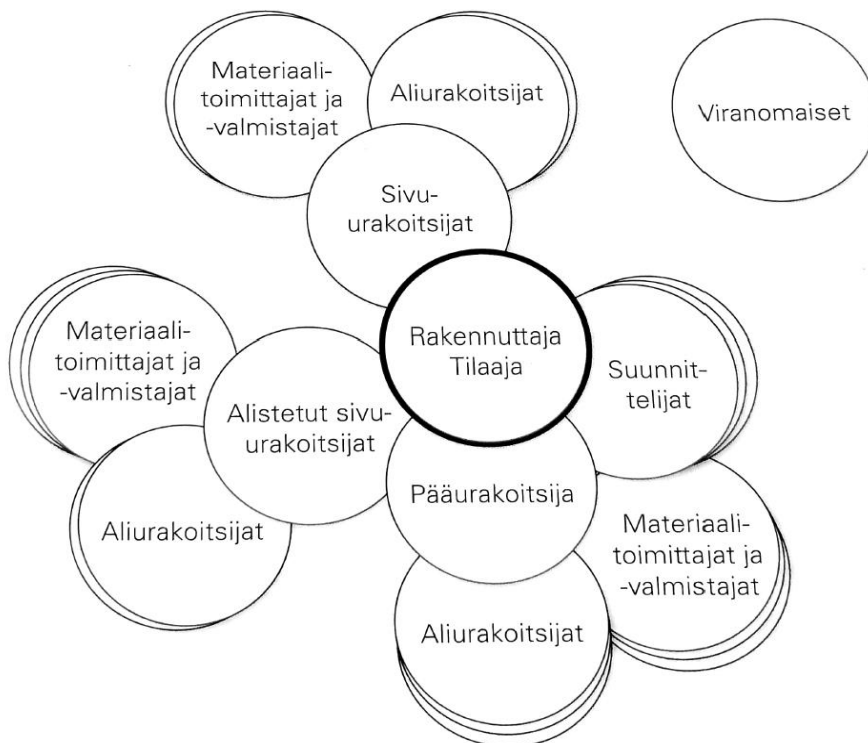 Materiaali-
toimittajat ja
-valmistajat
Aliurakoitsijat
Viranomaiset
Sivu-
urakoitsijat
Rakennuttaja
Tilaaja
Suunnit-
telijat
Materiaali-
toimittajat ja
-valmistajat
Alistetut sivu-
urakoitsijat
Pääurakoitsija
Aliurakoitsijat
Materiaali-
toimittajat ja
-valmistajat
Aliurakoitsijat